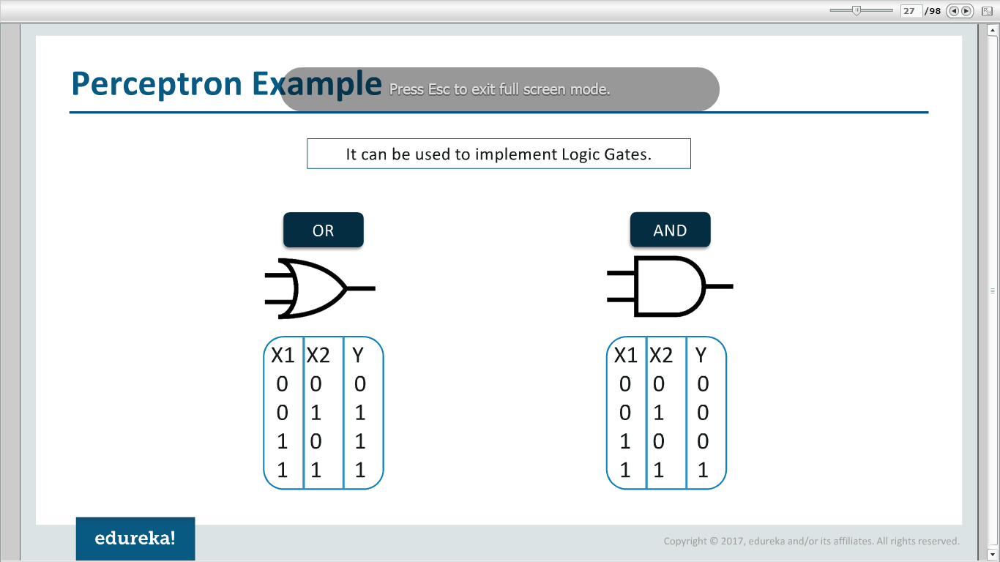 27 /98
Perceptron Example
Press Esc to exit full screen mode.
It can be used to implement Logic Gates.
OR
AND
X1 X2 Y
0 0 0
0 1 1
1 0 1
1 1 1
X1 X2 Y
0 0 0
0 1 0
1 0 0
1 1 1
edureka!
Copyright © 2017, edureka and/or its affiliates. All rights reserved.